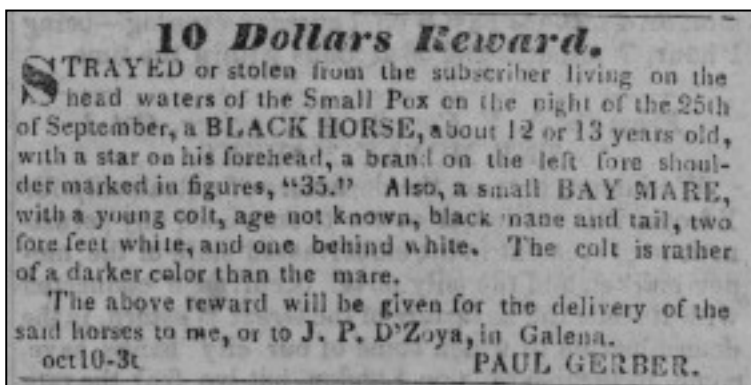 10 Dollars Reward.
STRAYED or stolen from the subscriber living on the
head waters of the Small Pox on the night of the 25th
of September, a BLACK HORSE, about 12 or 13 years old,
with a star on his forehead, a brand on the left fore shoul-
der marked in figures, "35." Also, a small BAY MARE,
with a young colt, age not known, black mane and tail, two
fore feet white, and one behind white. The colt is rather
of a darker color than the mare.
The above reward will be given for the delivery of the
said horses to me, or to J. P. D'Zoya, in Galena.
oct10-3t PAUL GERBER.